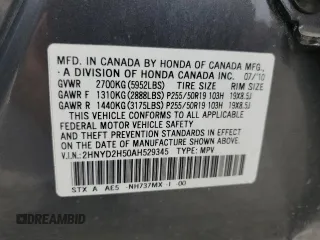 MFD. IN CANADA BY HONDA OF CANADA MFG.,
A DIVISION OF HONDA CANADA INC. 07/10
GVWR 2700KG(5952LBS) TIRE SIZE RIM SIZE
GAWR F 1310KG(2888LBS)P255/50R19 103H 19X8.5J
GAWR R 1440KG(3175LBS)P255/50R19 103H 19X8.5J
THIS VEHICLE CONFORMS TO ALL APPLICABLE
FEDERAL MOTOR VEHICLE SAFETY
AND THEFT PREVENTION STANDARDS IN EFFECT
ON THE DATE OF MANUFACTURE SHOWN ABOVE.
V.I.N.: 2HNYD2H50AH529345 TYPE: MPV
STX A AE5 NH737MX -I -00